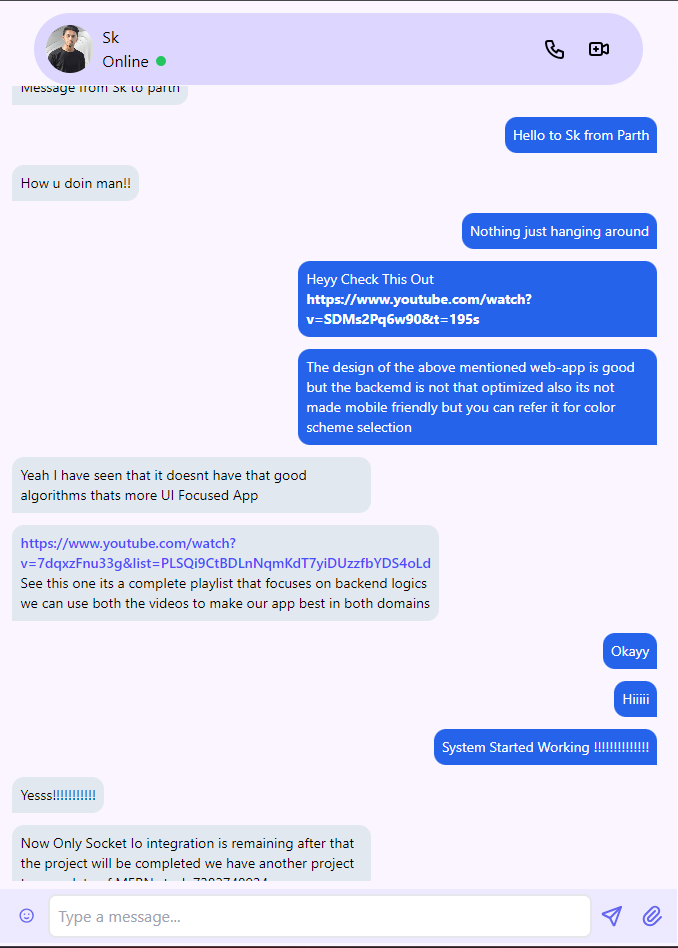 Sk
Online
Message from Sk to parth
Hello to Sk from Parth
How u doin man!!
Nothing just hanging around
Heyy Check This Out
https://www.youtube.com/watch?
v=SDMs2Pq6w90&t=195s
The design of the above mentioned web-app is good
but the backemd is not that optimized also its not
made mobile friendly but you can refer it for color
scheme selection
Yeah I have seen that it doesnt have that good
algorithms thats more UI Focused App
https://www.youtube.com/watch?
v=7dqxzFnu33g&list=PLSQi9CtBDLnNqmKdT7yiDUzzfbYDS4oLd
See this one its a complete playlist that focuses on backend logics
we can use both the videos to make our app best in both domains
Okayy
Hiiiii
System Started Working !!!!!!!!!!!!!!
Yesss!!!!!!!!!!!
Now Only Socket Io integration is remaining after that
the project will be completed we have another project
Type a message...